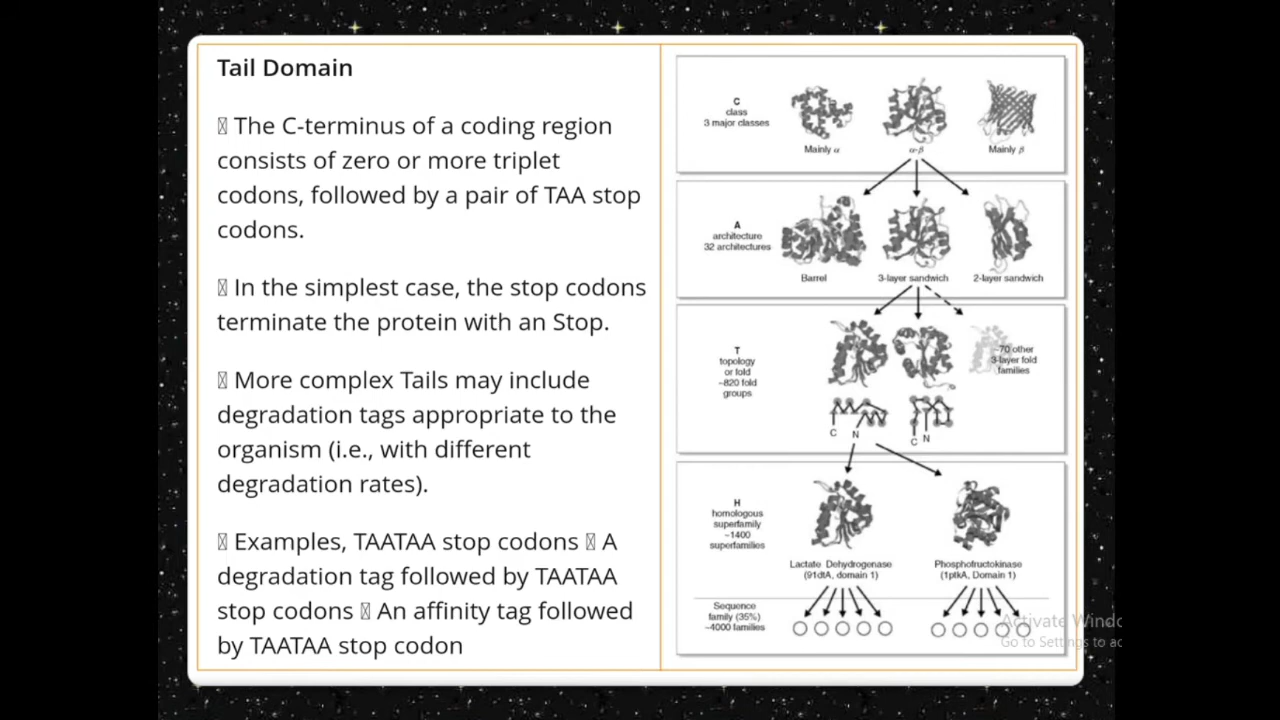 Tail Domain
The C-terminus of a coding region
consists of zero or more triplet
codons, followed by a pair of TAA stop
codons.
In the simplest case, the stop codons
terminate the protein with an Stop.
More complex Tails may include
degradation tags appropriate to the
organism (i.e., with different
degradation rates).
Examples, TAATAA stop codons A
degradation tag followed by TAATAA
stop codons An affinity tag followed
by TAATAA stop codon
C
class
3 major classes
Mainly α
α-β
Mainly β
A
architecture
32 architectures
Barrel
3-layer sandwich
2-layer sandwich
T
topology
or fold
~820 fold
groups
~70 other
3-layer fold
families
C N
C N
H
homologous
superfamily
~1400
superfamilies
Lactate Dehydrogenase
(91dtA, domain 1)
Phosphofructokinase
(1ptkA, Domain 1)
Sequence
family (35%)
~4000 families
Activate Windo
Go to Settings to ac